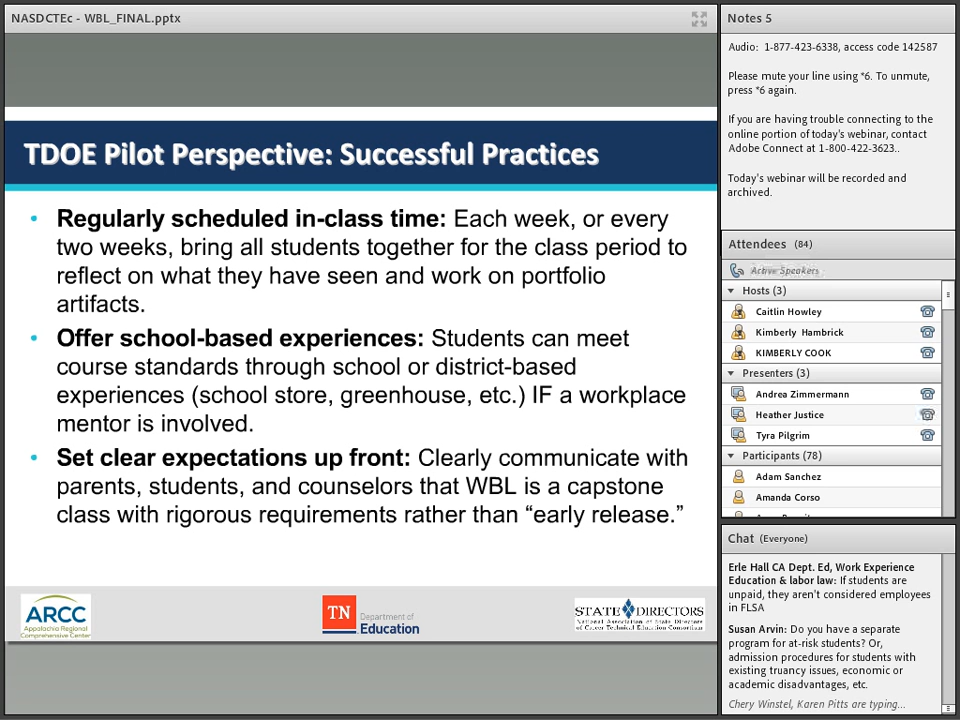 NASDCTEc - WBL_FINAL.pptx
TDOE Pilot Perspective: Successful Practices
• Regularly scheduled in-class time: Each week, or every
two weeks, bring all students together for the class period to
reflect on what they have seen and work on portfolio
artifacts.
• Offer school-based experiences: Students can meet
course standards through school or district-based
experiences (school store, greenhouse, etc.) IF a workplace
mentor is involved.
• Set clear expectations up front: Clearly communicate with
parents, students, and counselors that WBL is a capstone
class with rigorous requirements rather than “early release.”
ARCC
Appalachia Regional
Comprehensive Center
TN
Department of
Education
STATE DIRECTORS
National Association of State Directors
of Career Technical Education Consortium
Notes 5
Audio: 1-877-423-6338, access code 142587
Please mute your line using *6. To unmute,
press *6 again.
If you are having trouble connecting to the
online portion of today's webinar, contact
Adobe Connect at 1-800-422-3623..
Today's webinar will be recorded and
archived.
Attendees (84)
Active Speakers
Hosts (3)
Caitlin Howley
Kimberly Hambrick
KIMBERLY COOK
Presenters (3)
Andrea Zimmermann
Heather Justice
Tyra Pilgrim
Participants (78)
Adam Sanchez
Amanda Corso
Chat (Everyone)
Erle Hall CA Dept. Ed, Work Experience
Education & labor law: If students are
unpaid, they aren't considered employees
in FLSA
Susan Arvin: Do you have a separate
program for at-risk students? Or,
admission procedures for students with
existing truancy issues, economic or
academic disadvantages, etc.
Chery Winstel, Karen Pitts are typing...